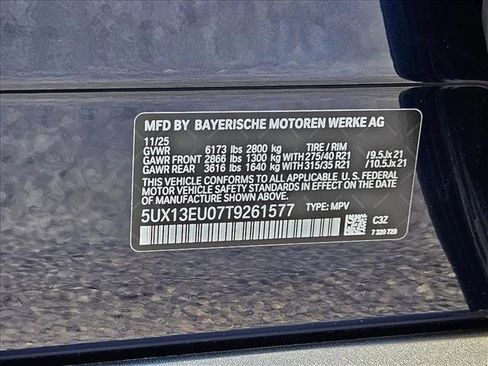 MFD BY BAYERISCHE MOTOREN WERKE AG
11/25
GVWR 6173 lbs 2800 kg TIRE / RIM
GAWR FRONT 2866 lbs 1300 kg WITH 275/40 R21 /9.5Jx21
GAWR REAR 3616 lbs 1640 kg WITH 315/35 R21 /10.5Jx21
THIS VEHICLE CONFORMS TO ALL APPLICABLE U.S. FEDERAL
MOTOR VEHICLE SAFETY STANDARDS IN EFFECT ON THE DATE
OF MANUFACTURE SHOWN ABOVE.
5UX13EU07T9261577 TYPE: MPV
C3Z
7 320 729